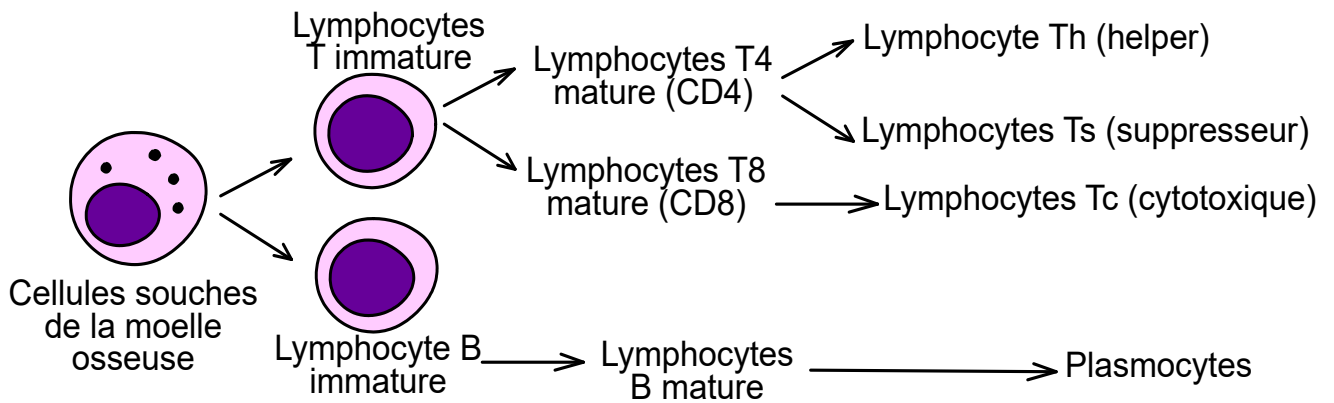 Lymphocytes
T immature
Lymphocytes T4
mature (CD4)
Lymphocyte Th (helper)
Lymphocytes Ts (suppresseur)
Lymphocytes T8
mature (CD8)
Lymphocytes Tc (cytotoxique)
Cellules souches
de la moelle
osseuse
Lymphocyte B
immature
Lymphocytes
B mature
Plasmocytes